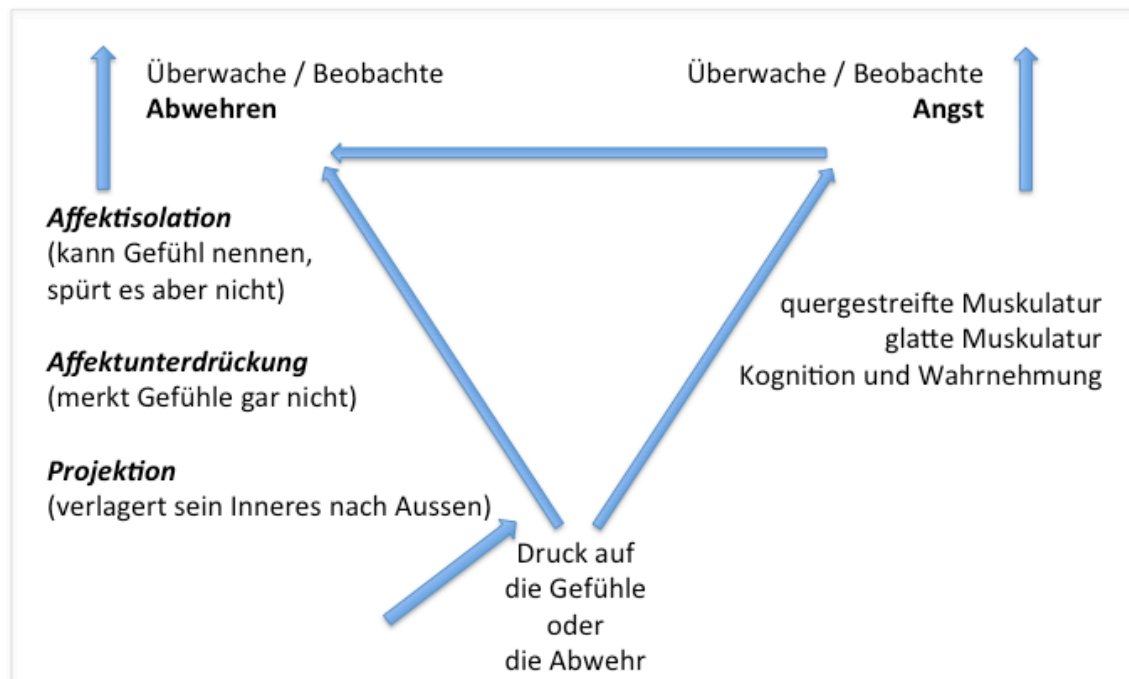 Überwache / Beobachte
Abwehren
Überwache / Beobachte
Angst
Affektisolation
(kann Gefühl nennen,
spürt es aber nicht)
Affektunterdrückung
(merkt Gefühle gar nicht)
Projektion
(verlagert sein Inneres nach Aussen)
quergestreifte Muskulatur
glatte Muskulatur
Kognition und Wahrnehmung
Druck auf
die Gefühle
oder
die Abwehr